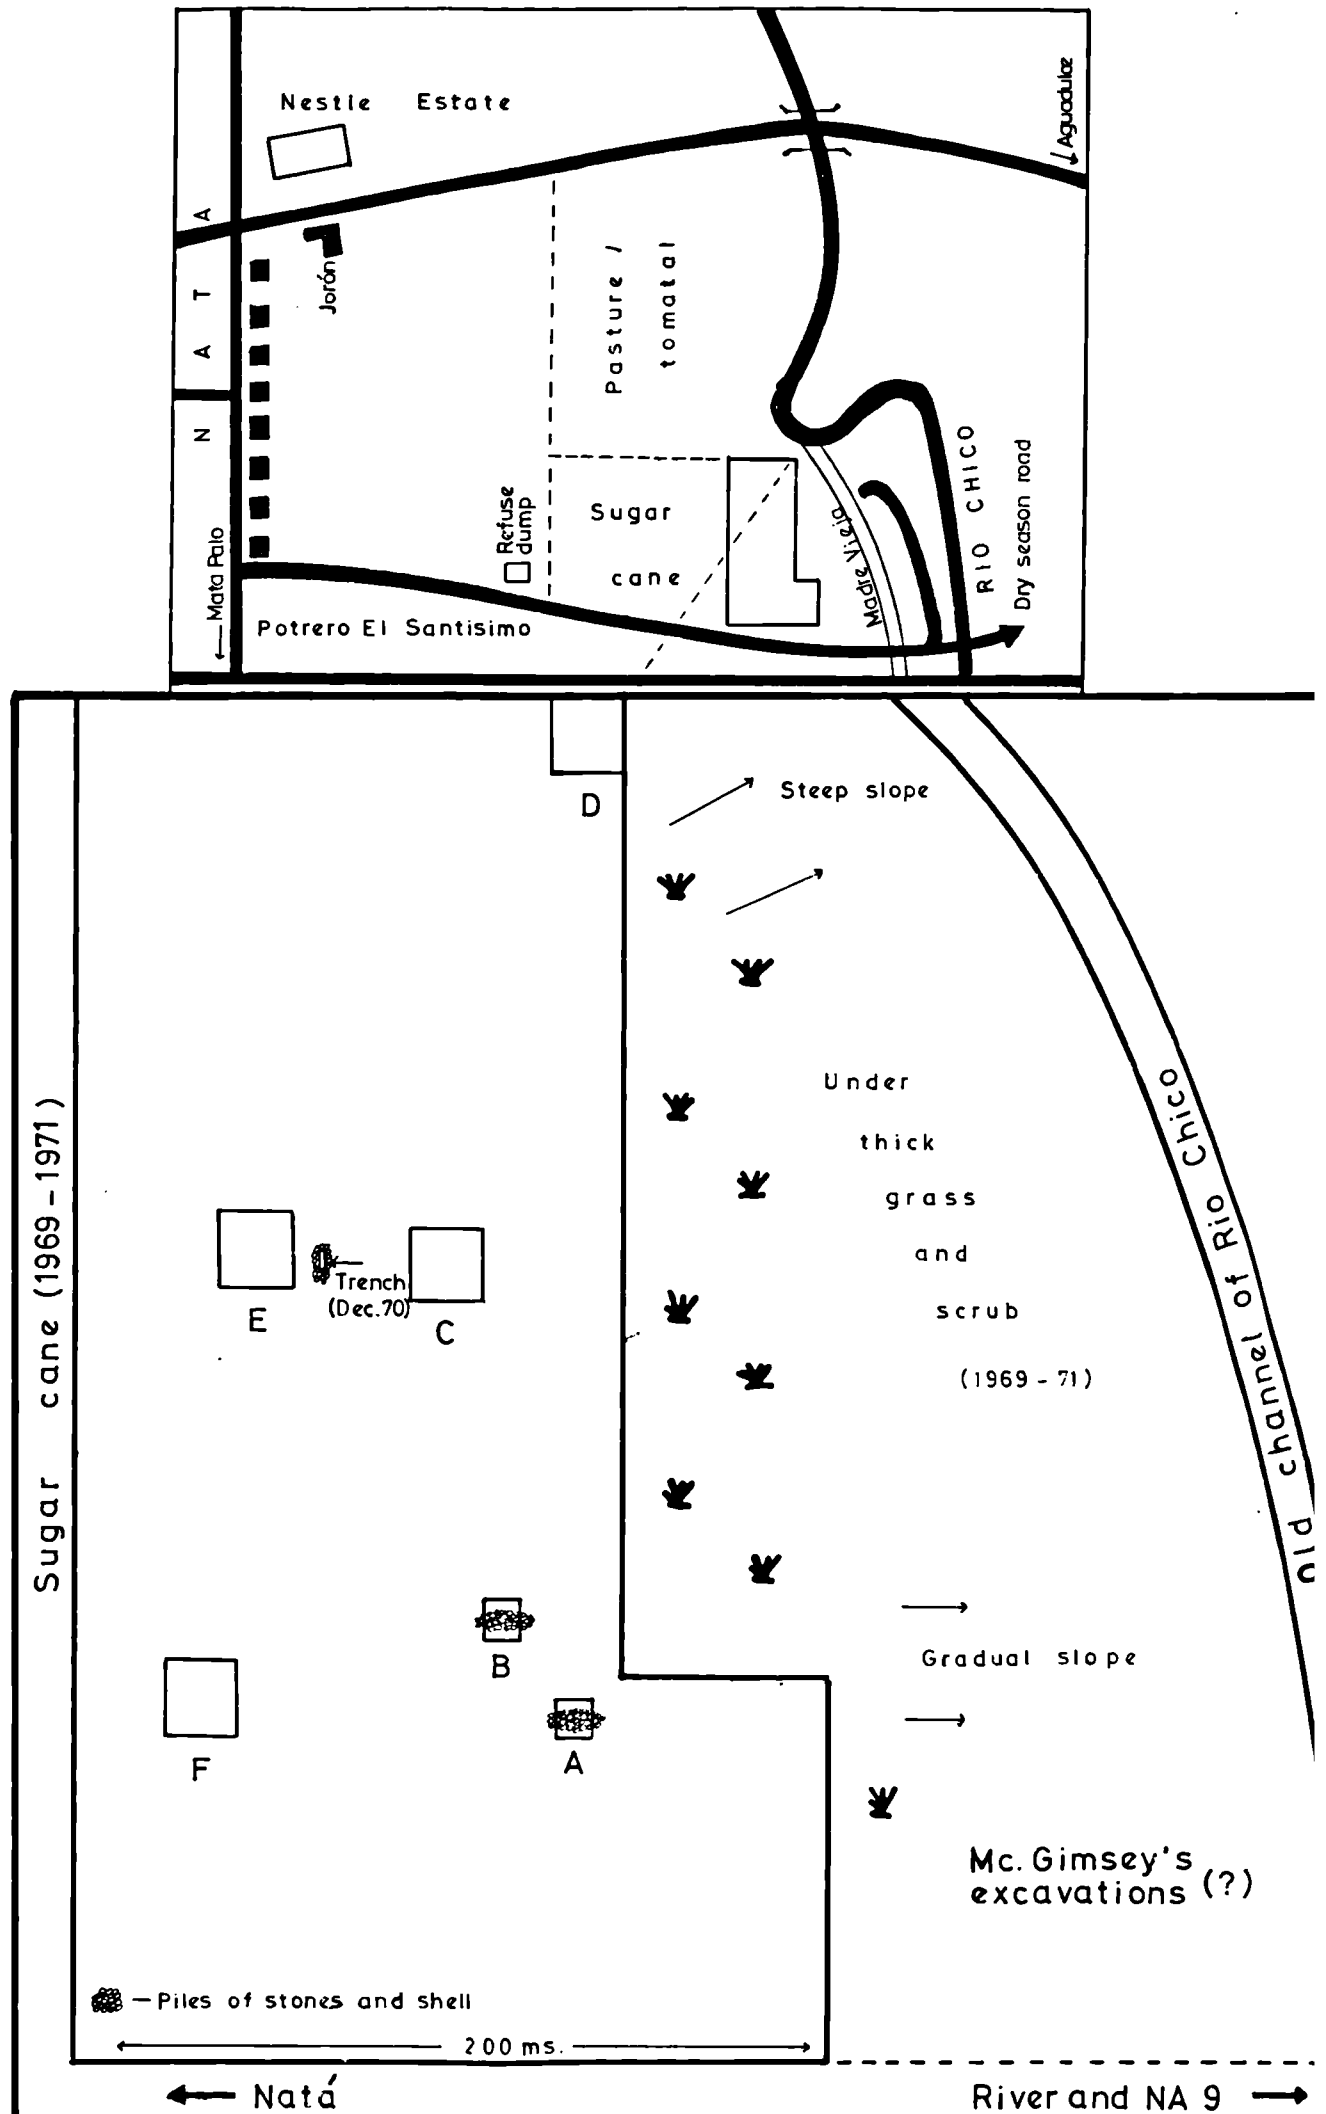 Nestle Estate
Aguadulce
NATA
Jorón
Pasture /
tomatal
Refuse
dump
Sugar
cane
Mata Palo
Potrero El Santisimo
Madre Vieja
RIO CHICO
Dry season road
D
Steep slope
Under
thick
grass
and
scrub
(1969 - 71)
Old channel of Rio Chico
Sugar cane (1969 - 1971)
E
Trench
(Dec. 70)
C
B
F
A
Gradual slope
Mc. Gimsey's
excavations (?)
- Piles of stones and shell
200 ms.
Natá
River and NA 9